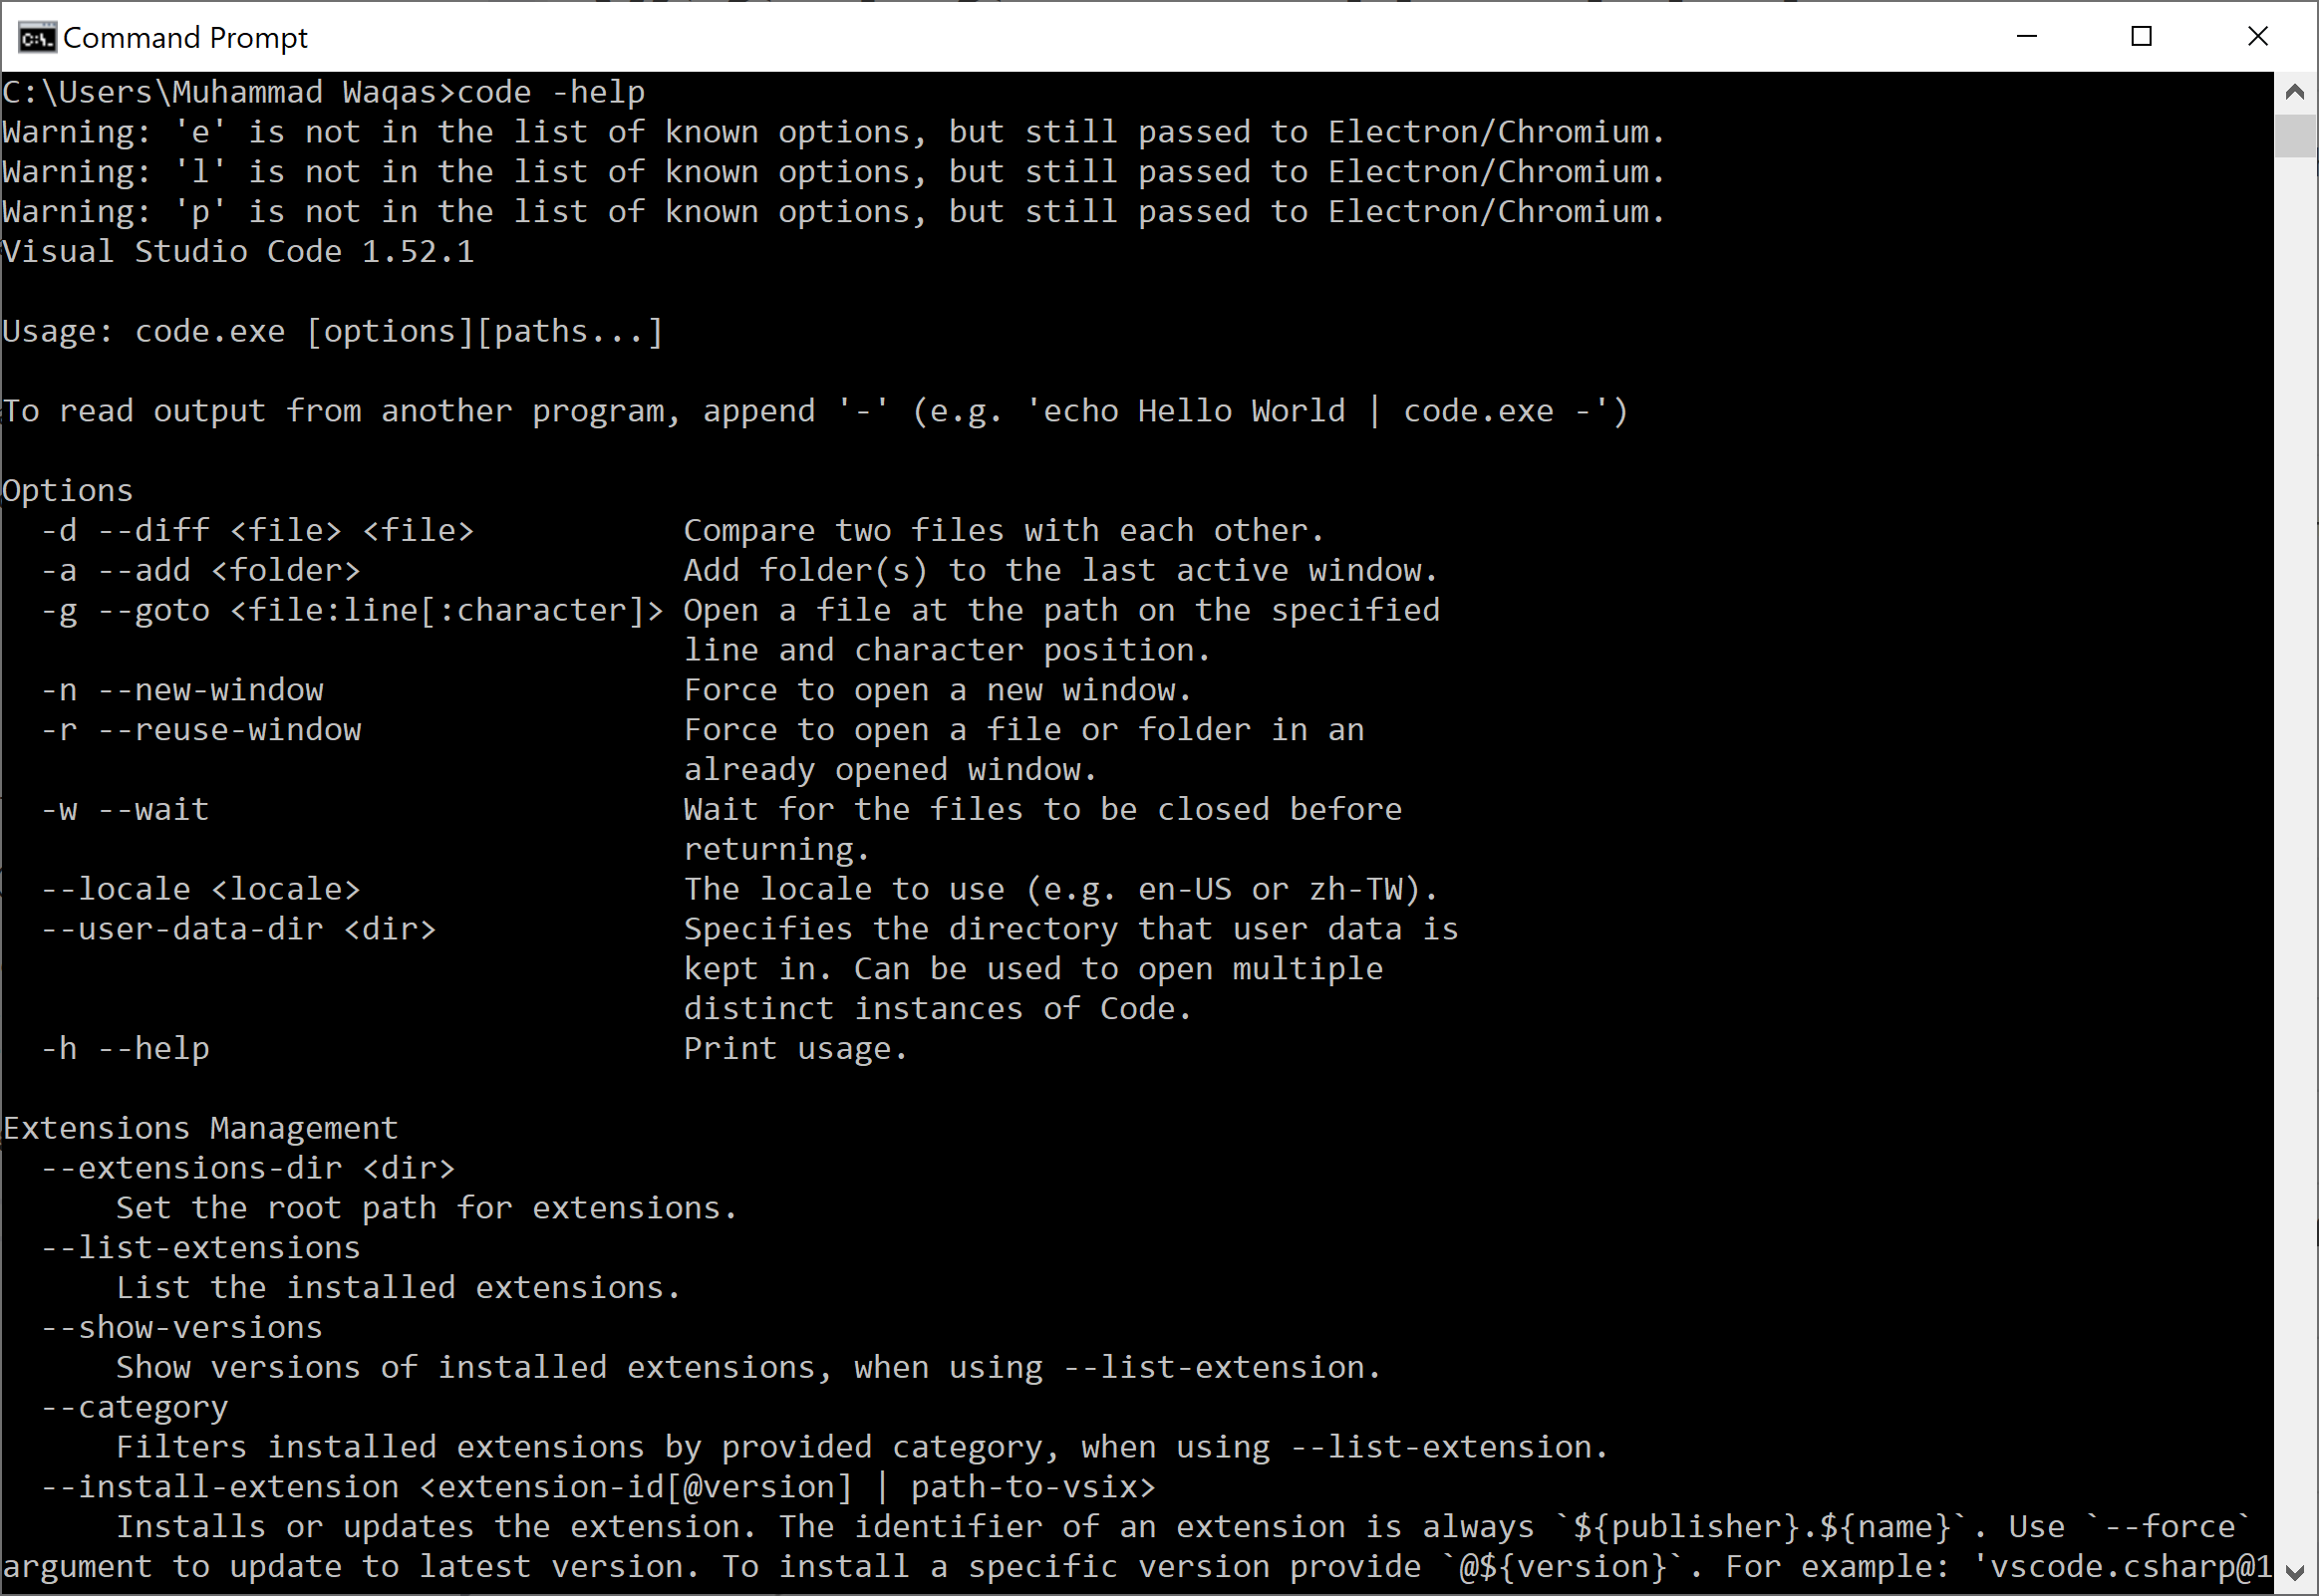 Command Prompt
C:\Users\Muhammad Waqas>code -help
Warning: 'e' is not in the list of known options, but still passed to Electron/Chromium.
Warning: 'l' is not in the list of known options, but still passed to Electron/Chromium.
Warning: 'p' is not in the list of known options, but still passed to Electron/Chromium.
Visual Studio Code 1.52.1

Usage: code.exe [options][paths...]

To read output from another program, append '-' (e.g. 'echo Hello World | code.exe -')

Options
  -d --diff <file> <file>           Compare two files with each other.
  -a --add <folder>                 Add folder(s) to the last active window.
  -g --goto <file:line[:character]> Open a file at the path on the specified
                                    line and character position.
  -n --new-window                   Force to open a new window.
  -r --reuse-window                 Force to open a file or folder in an
                                    already opened window.
  -w --wait                         Wait for the files to be closed before
                                    returning.
  --locale <locale>                 The locale to use (e.g. en-US or zh-TW).
  --user-data-dir <dir>             Specifies the directory that user data is
                                    kept in. Can be used to open multiple
                                    distinct instances of Code.
  -h --help                         Print usage.

Extensions Management
  --extensions-dir <dir>
      Set the root path for extensions.
  --list-extensions
      List the installed extensions.
  --show-versions
      Show versions of installed extensions, when using --list-extension.
  --category
      Filters installed extensions by provided category, when using --list-extension.
  --install-extension <extension-id[@version] | path-to-vsix>
      Installs or updates the extension. The identifier of an extension is always `${publisher}.${name}`. Use `--force`
argument to update to latest version. To install a specific version provide `@${version}`. For example: 'vscode.csharp@1